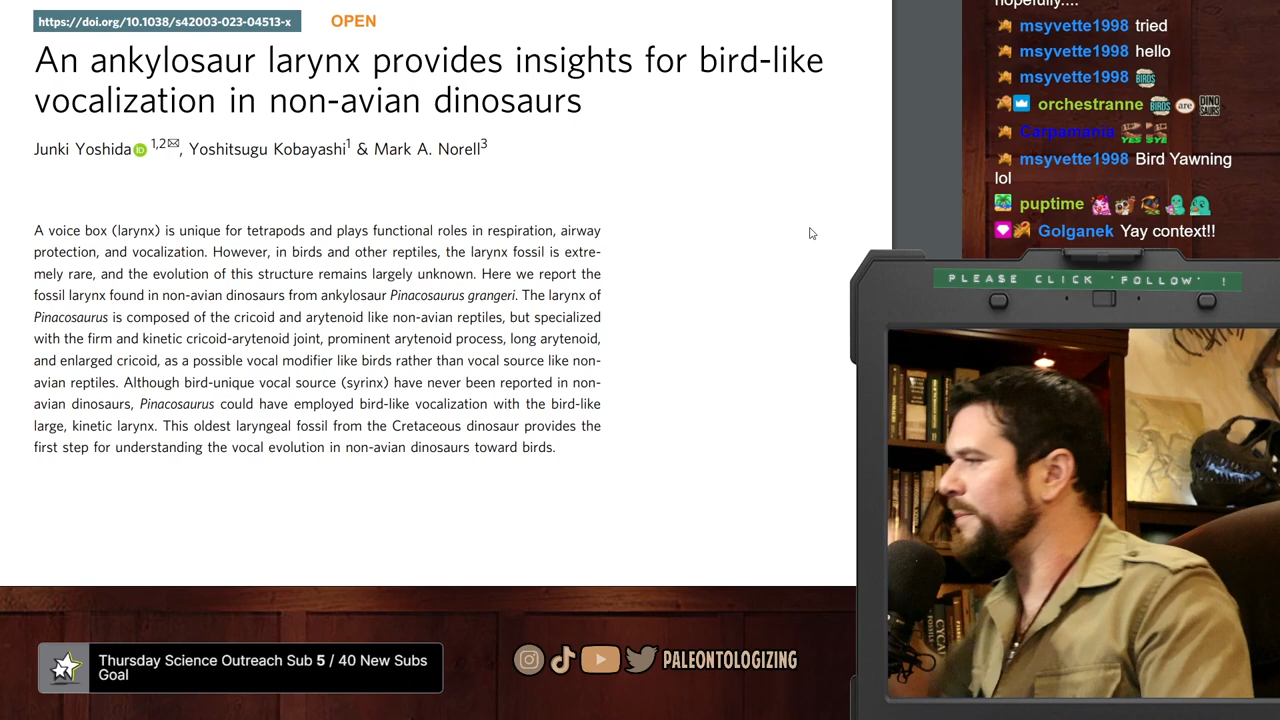 https://doi.org/10.1038/s42003-023-04513-x
OPEN
An ankylosaur larynx provides insights for bird-like
vocalization in non-avian dinosaurs
Junki Yoshida 1,2✉, Yoshitsugu Kobayashi1 & Mark A. Norell3
A voice box (larynx) is unique for tetrapods and plays functional roles in respiration, airway
protection, and vocalization. However, in birds and other reptiles, the larynx fossil is extre-
mely rare, and the evolution of this structure remains largely unknown. Here we report the
fossil larynx found in non-avian dinosaurs from ankylosaur Pinacosaurus grangeri. The larynx of
Pinacosaurus is composed of the cricoid and arytenoid like non-avian reptiles, but specialized
with the firm and kinetic cricoid-arytenoid joint, prominent arytenoid process, long arytenoid,
and enlarged cricoid, as a possible vocal modifier like birds rather than vocal source like non-
avian reptiles. Although bird-unique vocal source (syrinx) have never been reported in non-
avian dinosaurs, Pinacosaurus could have employed bird-like vocalization with the bird-like
large, kinetic larynx. This oldest laryngeal fossil from the Cretaceous dinosaur provides the
first step for understanding the vocal evolution in non-avian dinosaurs toward birds.
hopefully....
msyvette1998 tried
msyvette1998 hello
msyvette1998 BIRDS
orchestranne BIRDS are DINO SAURS
Carpamania YES BYE
msyvette1998 Bird Yawning
lol
puptime
Golganek Yay context!!
PLEASE CLICK 'FOLLOW' !
Thursday Science Outreach Sub 5 / 40 New Subs
Goal
PALEONTOLOGIZING